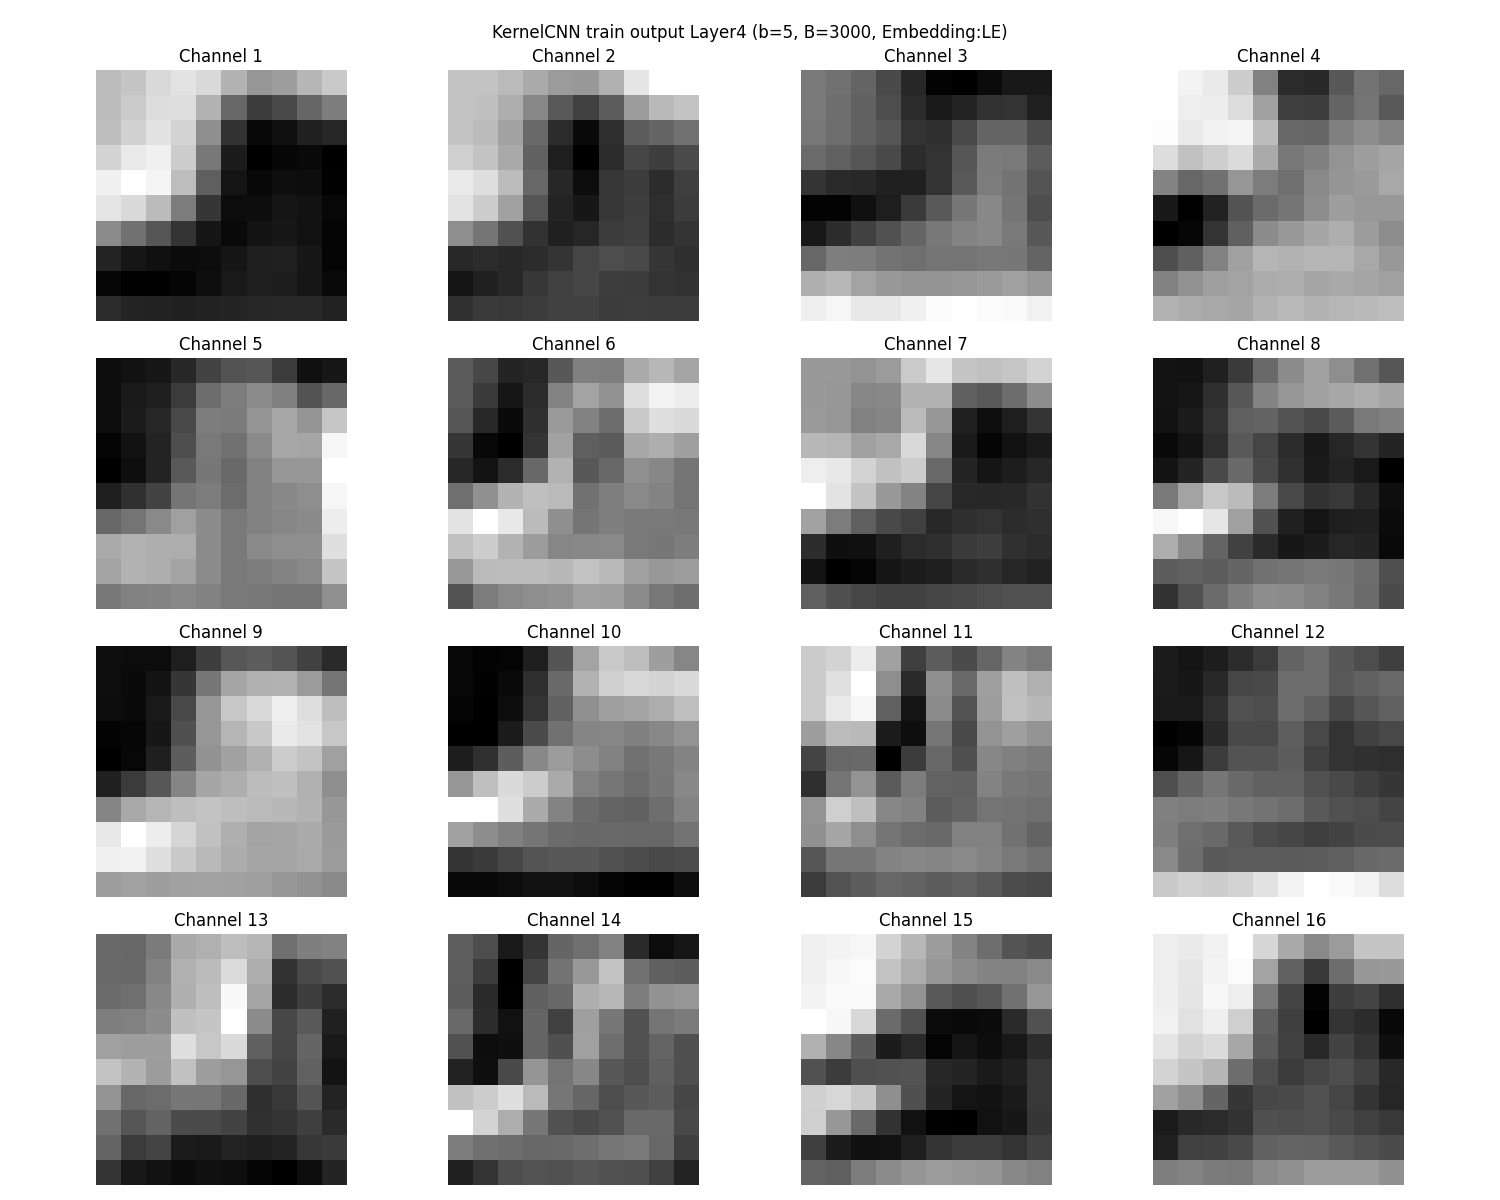 KernelCNN train output Layer4 (b=5, B=3000, Embedding:LE)
Channel 1 Channel 2 Channel 3 Channel 4
Channel 5 Channel 6 Channel 7 Channel 8
Channel 9 Channel 10 Channel 11 Channel 12
Channel 13 Channel 14 Channel 15 Channel 16